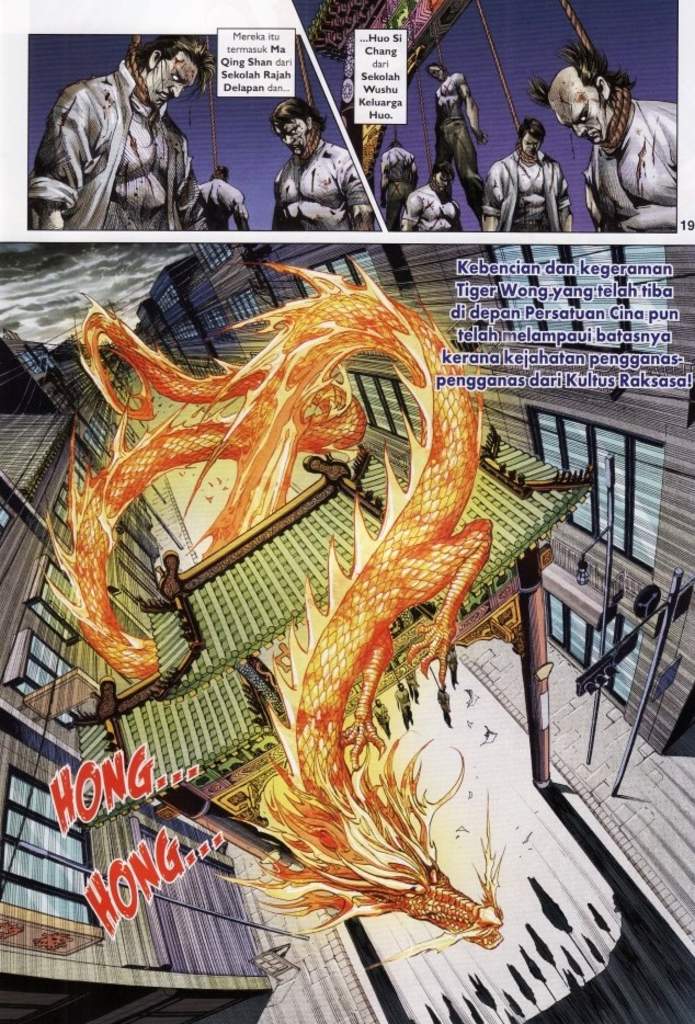 Mereka itu
termasuk Ma
Qing Shan dari
Sekolah Rajah
Delapan dan...
...Huo Si
Chang
dari
Sekolah
Wushu
Keluarga
Huo.
19
Kebencian dan kegeraman
Tiger Wong yang telah tiba
di depan Persatuan Cina pun
telah melampaui batasnya
kerana kejahatan pengganas-
pengganas dari Kultus Raksasa!
HONG...
HONG...